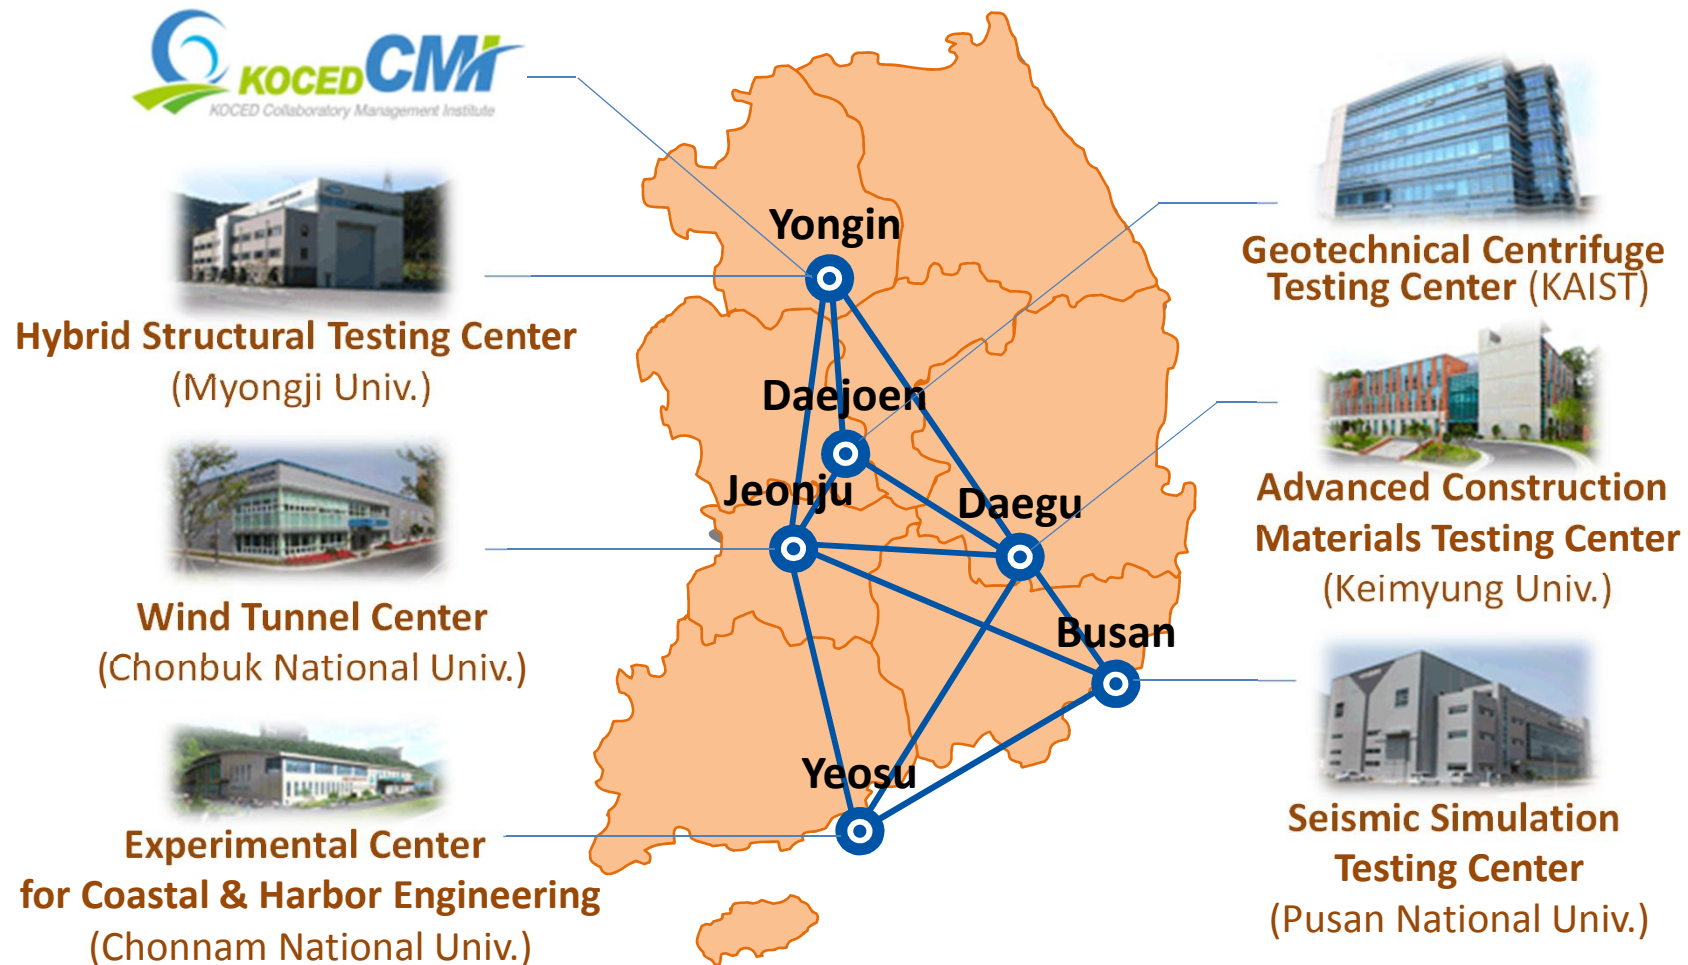 KOCED CMI
KOCED Collaboratory Management Institute
Hybrid Structural Testing Center
(Myongji Univ.)
Wind Tunnel Center
(Chonbuk National Univ.)
Experimental Center
for Coastal & Harbor Engineering
(Chonnam National Univ.)
Yongin
Daejoen
Jeonju
Daegu
Busan
Yeosu
Geotechnical Centrifuge
Testing Center (KAIST)
Advanced Construction
Materials Testing Center
(Keimyung Univ.)
Seismic Simulation
Testing Center
(Pusan National Univ.)